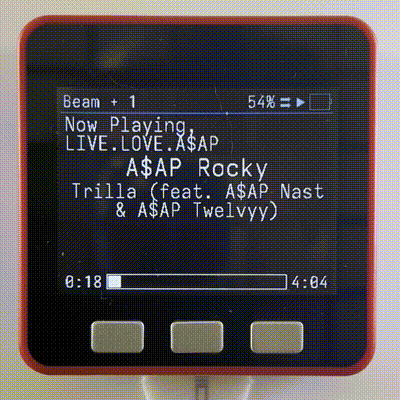 Beam + 1 54%
Now Playing,
LIVE.LOVE.A$AP
A$AP Rocky
Trilla (feat. A$AP Nast
& A$AP Twelvyy)
0:18 4:04